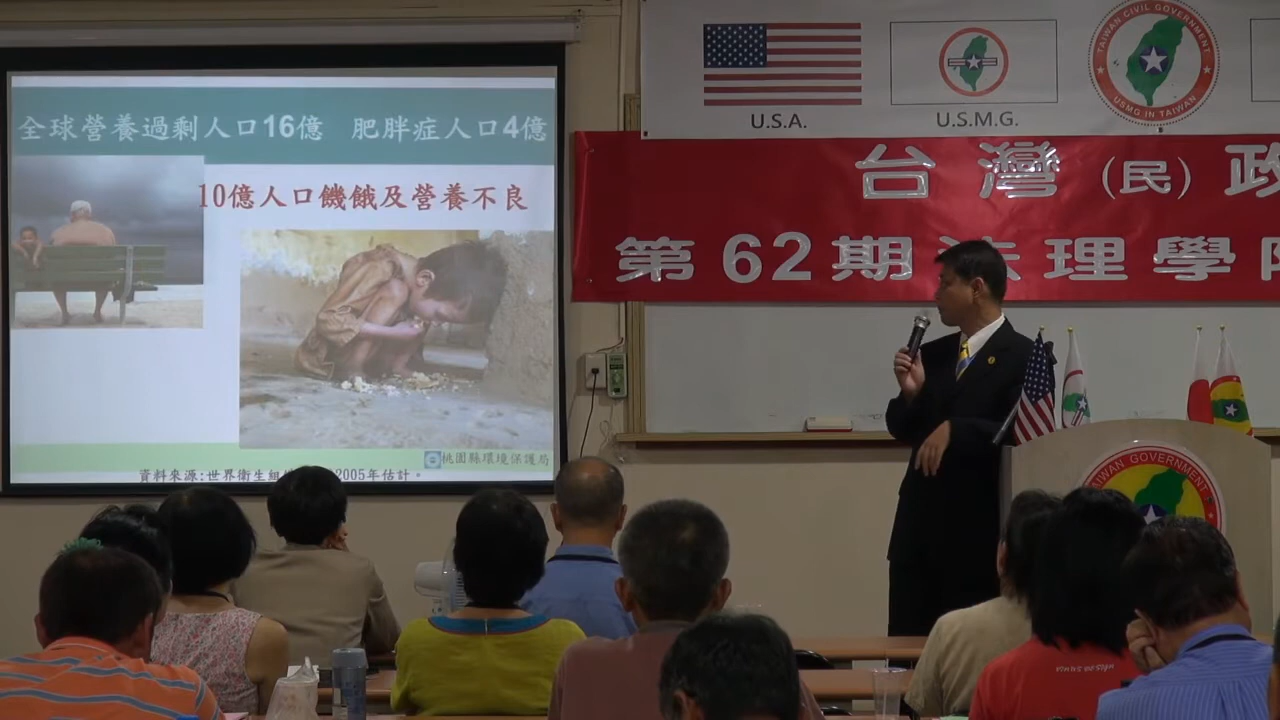 全球營養過剩人口16億 肥胖症人口4億
10億人口饑餓及營養不良
桃園縣環境保護局
資料來源:世界衛生組
2005年估計。
U.S.A.
U.S.M.G.
TAIWAN CIVIL GOVERNMENT
USMG IN TAIWAN
台灣(民)政
第62期法理學
TAIWAN GOVERNMENT